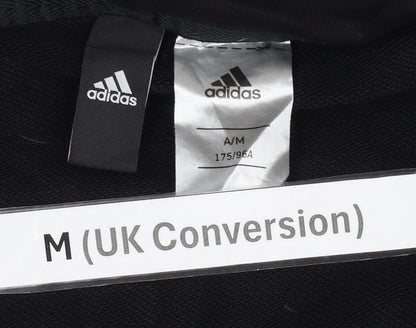 adidas
adidas
A/M
175/96A
M (UK Conversion)